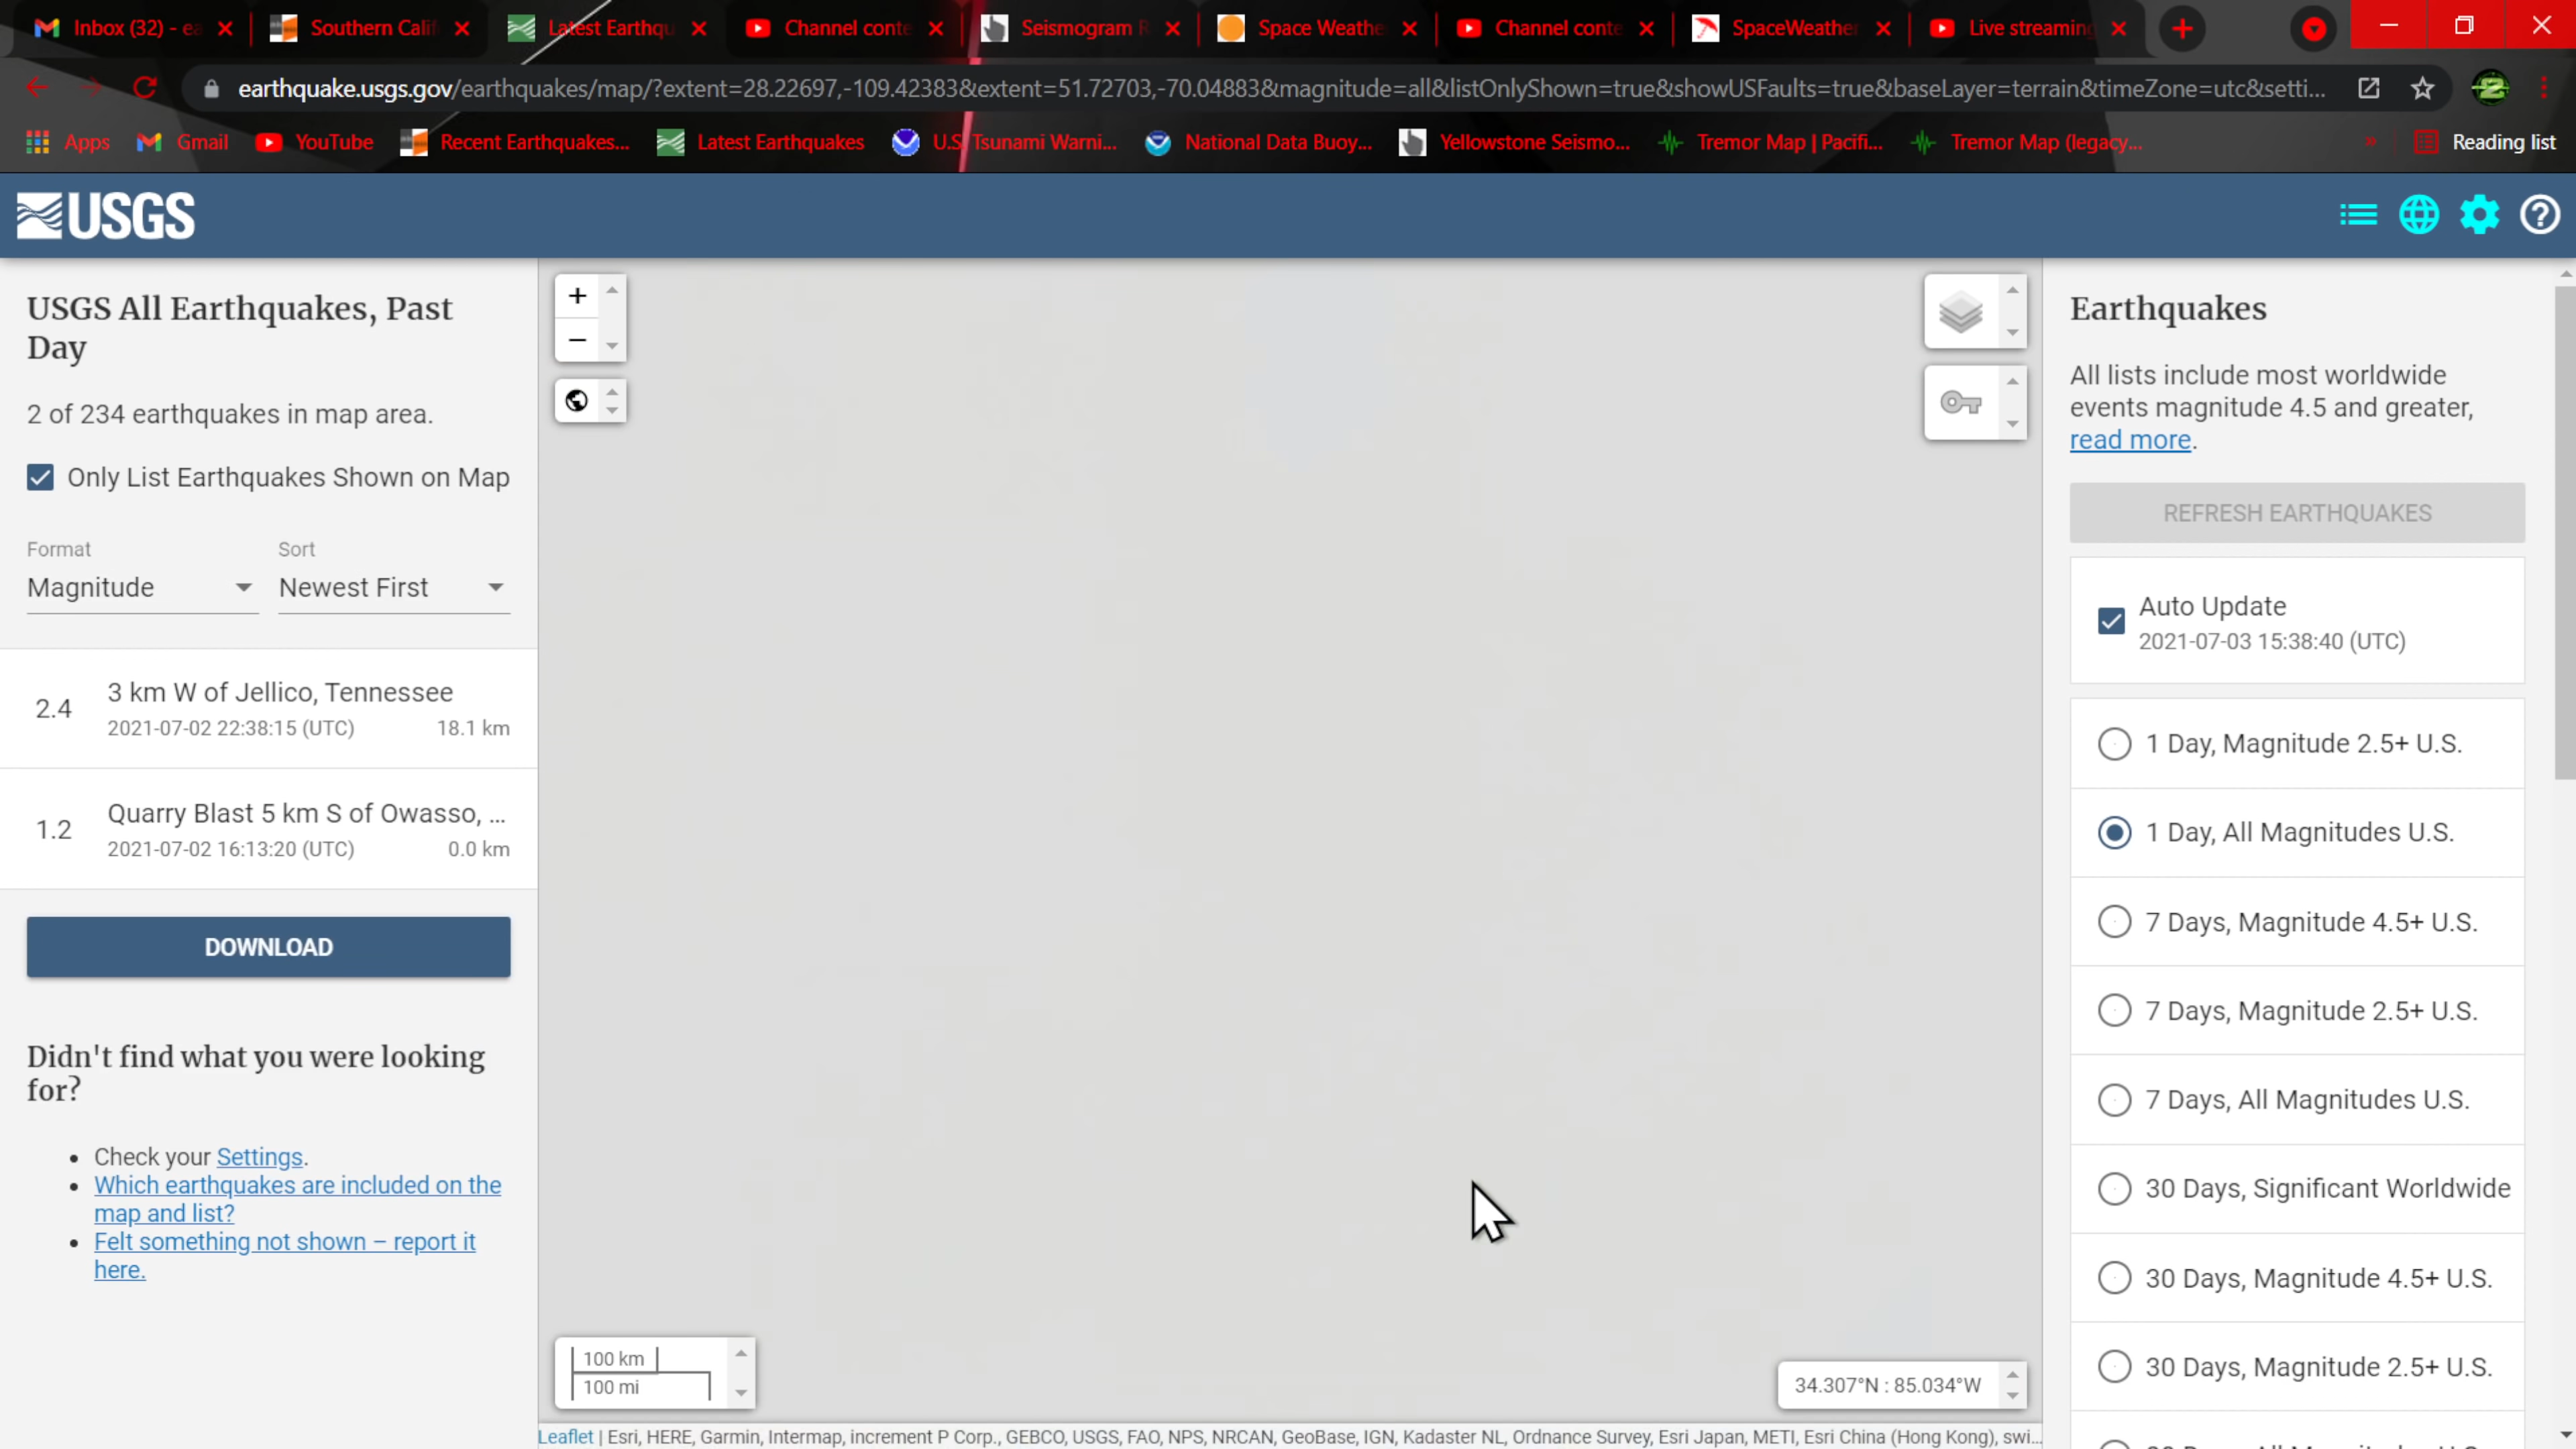 Inbox (32) - ea
Southern Calif
Latest Earthqu
Channel conte
Seismogram R
Space Weathe
Channel conte
SpaceWeather
Live streaming
earthquake.usgs.gov/earthquakes/map/?extent=28.22697,-109.42383&extent=51.72703,-70.04883&magnitude=all&listOnlyShown=true&showUSFaults=true&baseLayer=terrain&timeZone=utc&setti...
Apps
Gmail
YouTube
Recent Earthquakes...
Latest Earthquakes
U.S. Tsunami Warni...
National Data Buoy...
Yellowstone Seismo...
Tremor Map | Pacifi...
Tremor Map (legacy...
»
Reading list
USGS
USGS All Earthquakes, Past
Day
2 of 234 earthquakes in map area.
Only List Earthquakes Shown on Map
Format
Sort
Magnitude
Newest First
2.4
3 km W of Jellico, Tennessee
2021-07-02 22:38:15 (UTC)
18.1 km
1.2
Quarry Blast 5 km S of Owasso, ...
2021-07-02 16:13:20 (UTC)
0.0 km
DOWNLOAD
Didn't find what you were looking
for?
• Check your Settings.
• Which earthquakes are included on the
map and list?
• Felt something not shown – report it
here.
+
−
100 km
100 mi
34.307°N : 85.034°W
Leaflet | Esri, HERE, Garmin, Intermap, increment P Corp., GEBCO, USGS, FAO, NPS, NRCAN, GeoBase, IGN, Kadaster NL, Ordnance Survey, Esri Japan, METI, Esri China (Hong Kong), swi...
Earthquakes
All lists include most worldwide
events magnitude 4.5 and greater,
read more.
REFRESH EARTHQUAKES
Auto Update
2021-07-03 15:38:40 (UTC)
1 Day, Magnitude 2.5+ U.S.
1 Day, All Magnitudes U.S.
7 Days, Magnitude 4.5+ U.S.
7 Days, Magnitude 2.5+ U.S.
7 Days, All Magnitudes U.S.
30 Days, Significant Worldwide
30 Days, Magnitude 4.5+ U.S.
30 Days, Magnitude 2.5+ U.S.